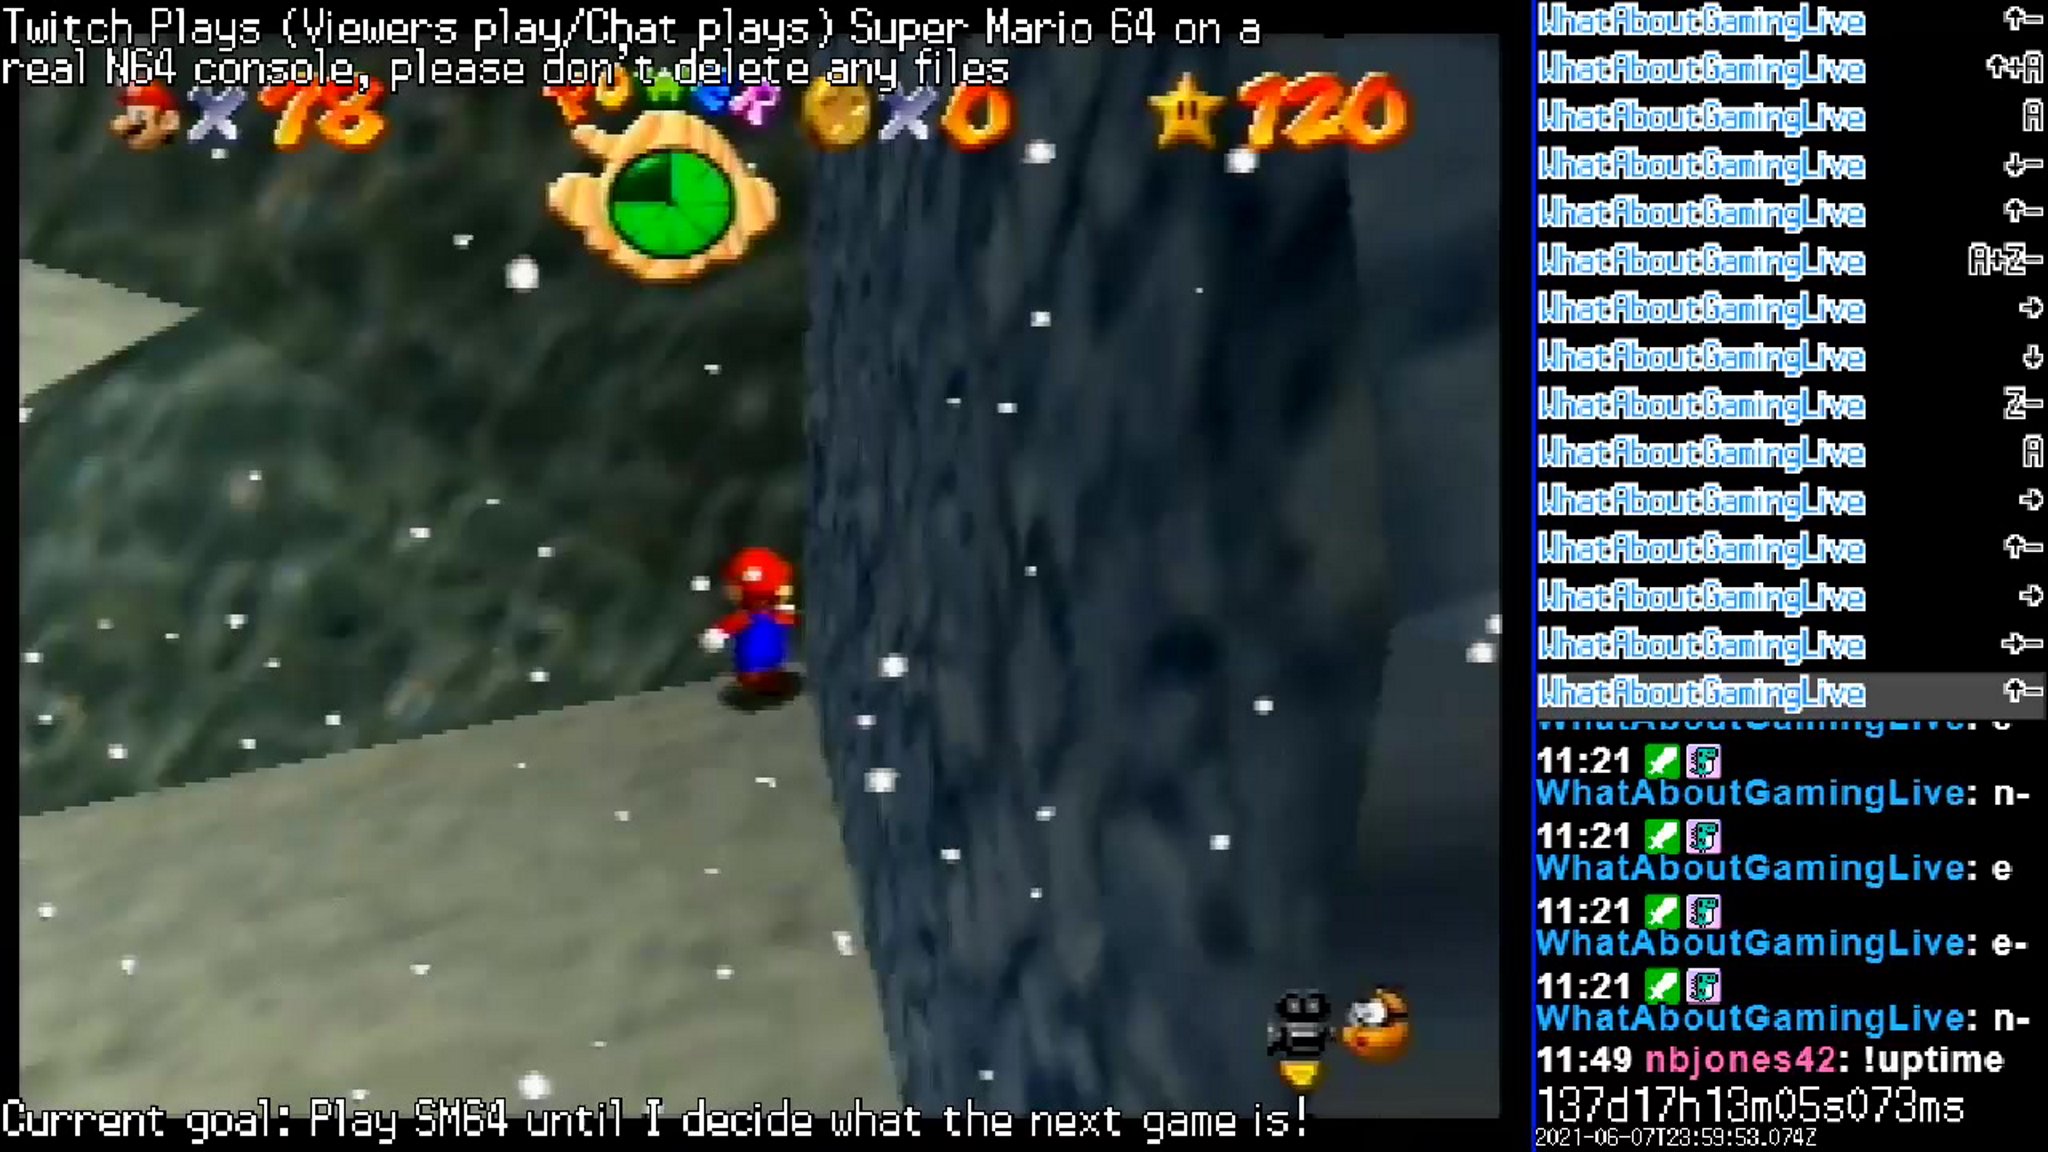 Twitch Plays (Viewers play/Chat plays) Super Mario 64 on a
real N64 console, please don't delete any files
x 78
POWER
x 0
120
WhatAboutGamingLive ↑-
WhatAboutGamingLive ↑+A
WhatAboutGamingLive A
WhatAboutGamingLive ↓-
WhatAboutGamingLive ↑-
WhatAboutGamingLive A+Z-
WhatAboutGamingLive →
WhatAboutGamingLive ↓
WhatAboutGamingLive Z-
WhatAboutGamingLive A
WhatAboutGamingLive →
WhatAboutGamingLive ↑-
WhatAboutGamingLive →
WhatAboutGamingLive →-
WhatAboutGamingLive ↑-
11:21
WhatAboutGamingLive: n-
11:21
WhatAboutGamingLive: e
11:21
WhatAboutGamingLive: e-
11:21
WhatAboutGamingLive: n-
11:49 nbjones42: !uptime
137d17h13m05s073ms
2021-06-07T23:59:53.074Z
Current goal: Play SM64 until I decide what the next game is!